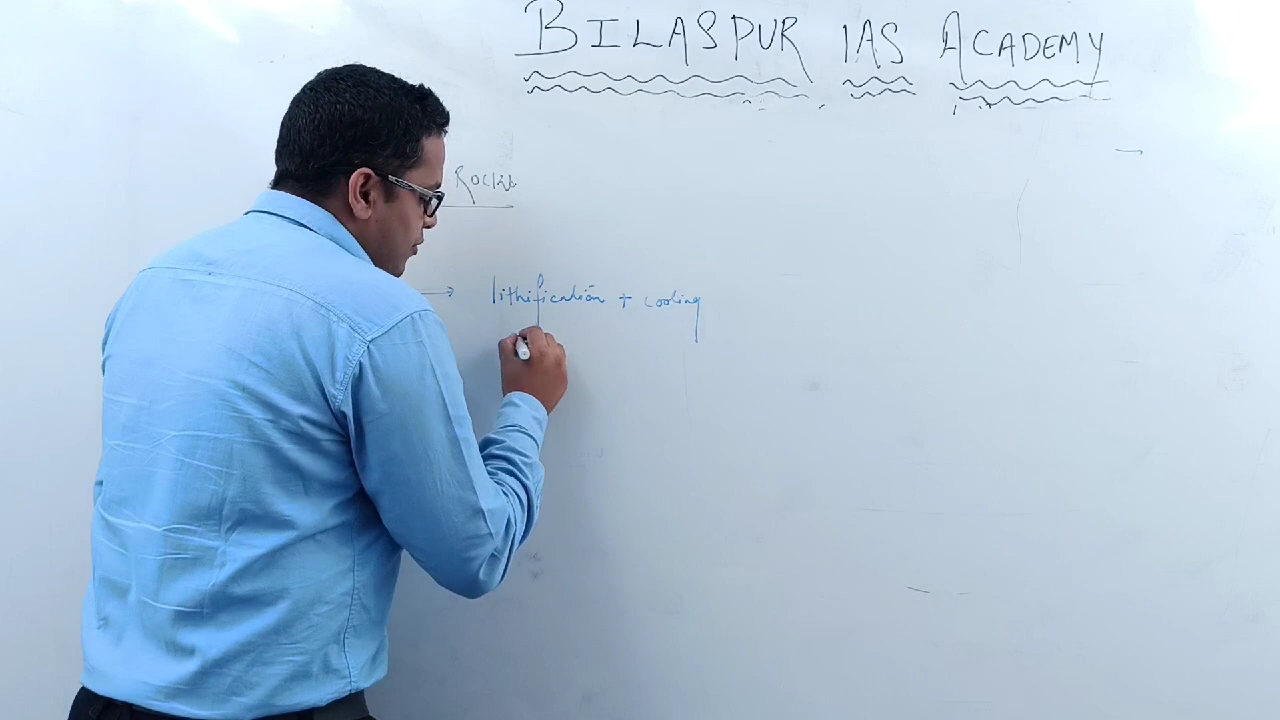 BILASPUR IAS ACADEMY
Rocks
→ lithification + cooling